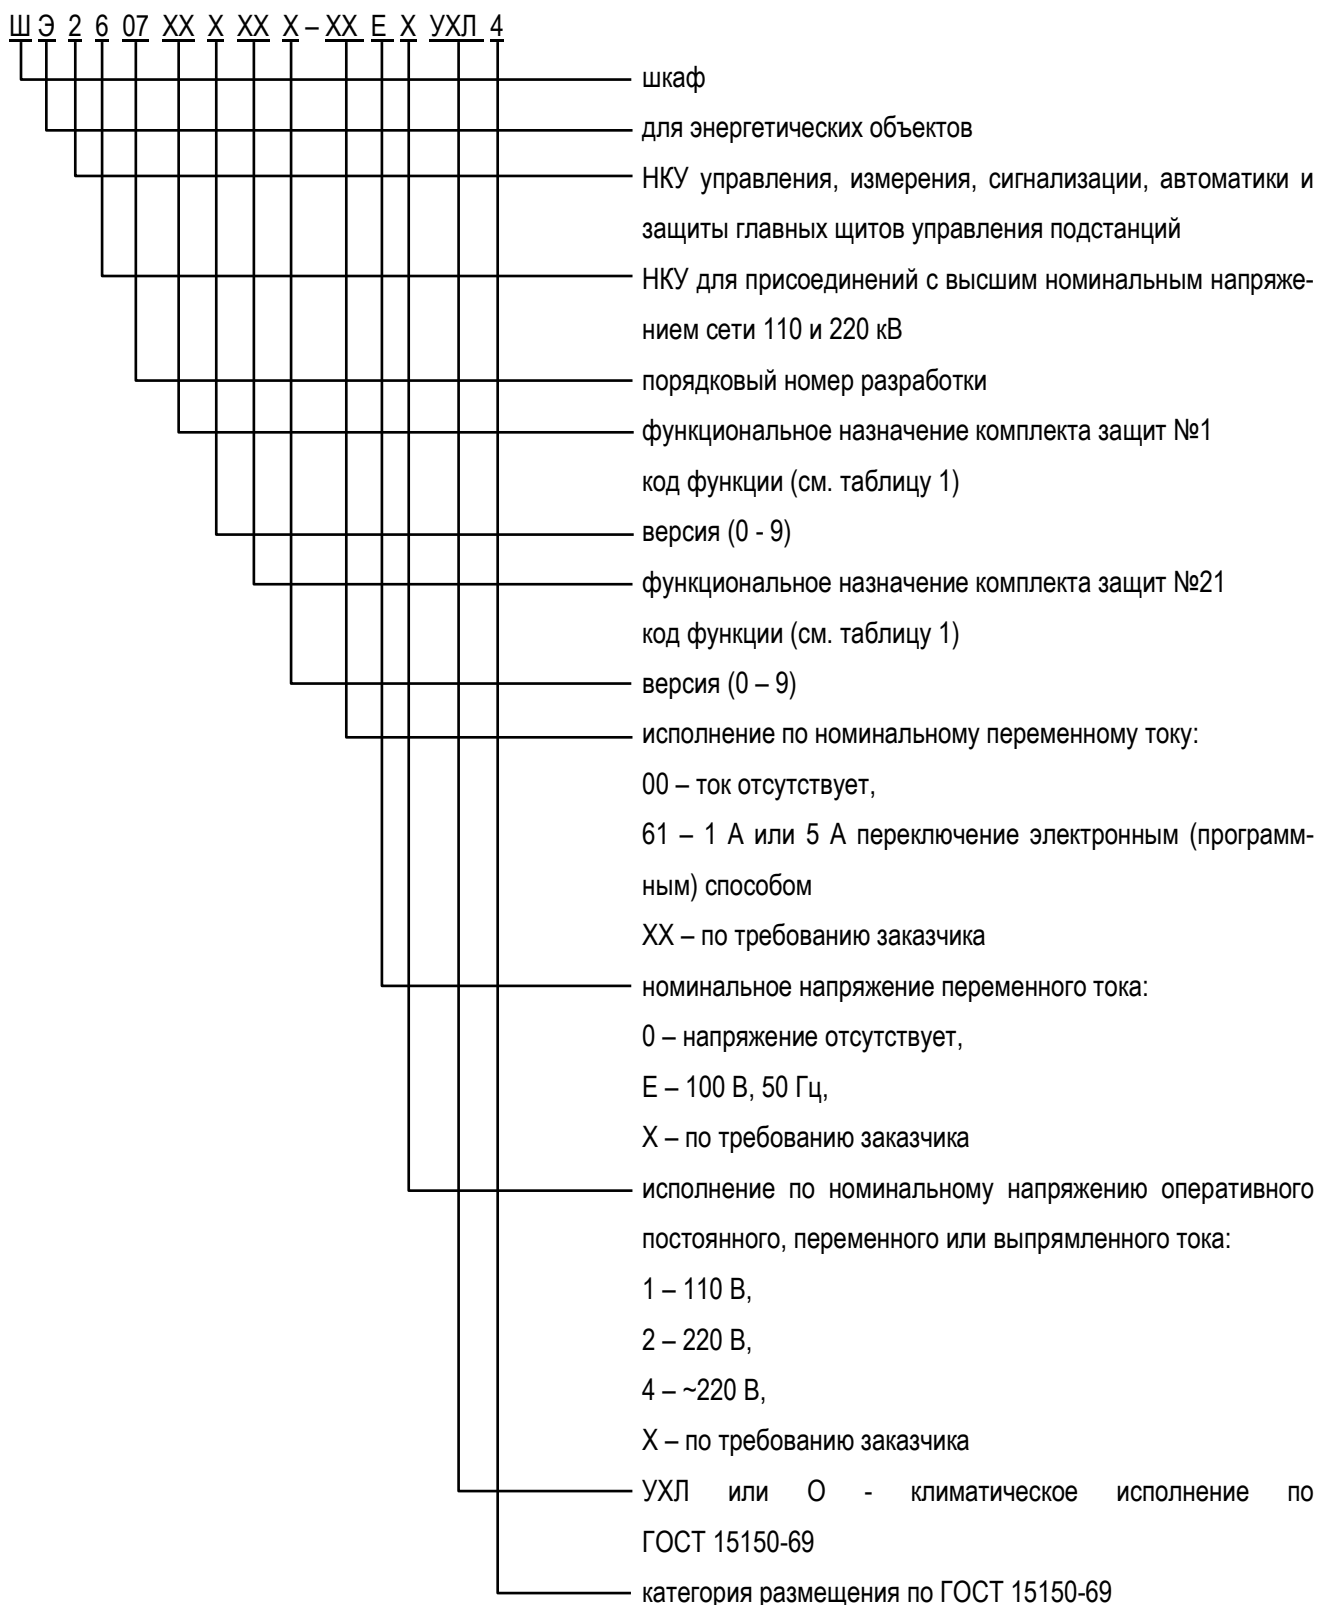 ШЭ2607 ХХ Х ХХ Х – ХХ Е Х УХЛ 4
шкаф
для энергетических объектов
НКУ управления, измерения, сигнализации, автоматики и
защиты главных щитов управления подстанций
НКУ для присоединений с высшим номинальным напряже-
нием сети 110 и 220 кВ
порядковый номер разработки
функциональное назначение комплекта защит №1
код функции (см. таблицу 1)
версия (0 - 9)
функциональное назначение комплекта защит №21
код функции (см. таблицу 1)
версия (0 – 9)
исполнение по номинальному переменному току:
00 – ток отсутствует,
61 – 1 А или 5 А переключение электронным (программ-
ным) способом
ХХ – по требованию заказчика
номинальное напряжение переменного тока:
0 – напряжение отсутствует,
Е – 100 В, 50 Гц,
Х – по требованию заказчика
исполнение по номинальному напряжению оперативного
постоянного, переменного или выпрямленного тока:
1 – 110 В,
2 – 220 В,
4 – ~220 В,
Х – по требованию заказчика
УХЛ или О - климатическое исполнение по
ГОСТ 15150-69
категория размещения по ГОСТ 15150-69